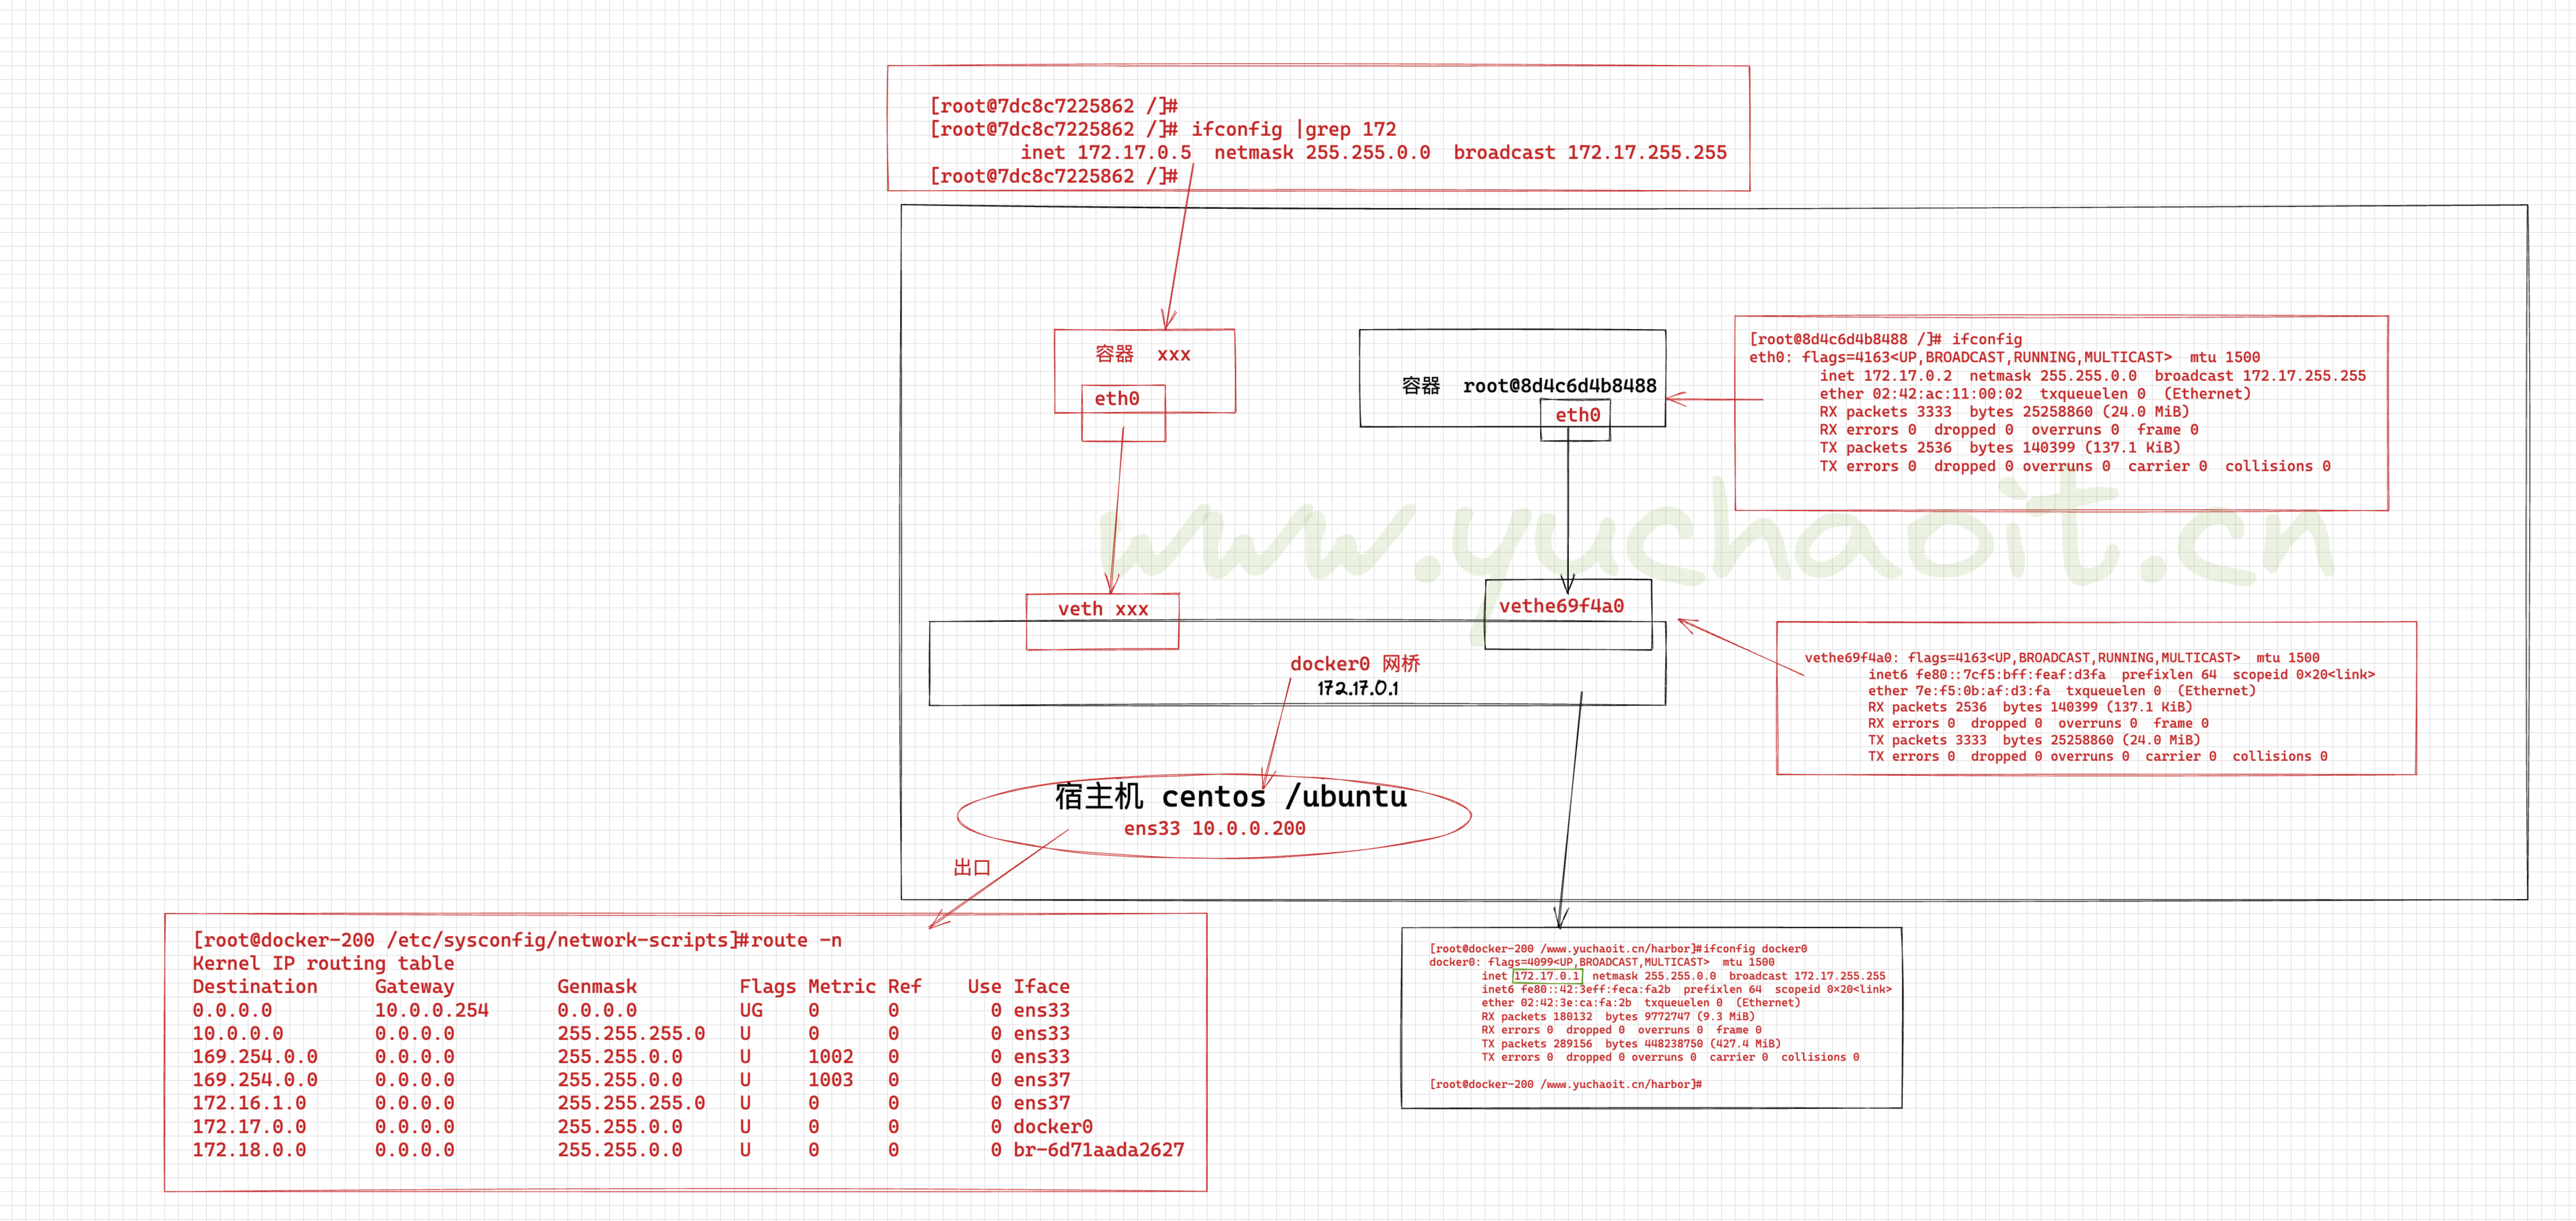 [root@7dc8c7225862 /]#
[root@7dc8c7225862 /]# ifconfig |grep 172
inet 172.17.0.5  netmask 255.255.0.0  broadcast 172.17.255.255
[root@7dc8c7225862 /]#
容器  xxx
eth0
容器  root@8d4c6d4b8488
eth0
[root@8d4c6d4b8488 /]# ifconfig
eth0: flags=4163<UP,BROADCAST,RUNNING,MULTICAST>  mtu 1500
inet 172.17.0.2  netmask 255.255.0.0  broadcast 172.17.255.255
ether 02:42:ac:11:00:02  txqueuelen 0  (Ethernet)
RX packets 3333  bytes 25258860 (24.0 MiB)
RX errors 0  dropped 0  overruns 0  frame 0
TX packets 2536  bytes 140399 (137.1 KiB)
TX errors 0  dropped 0 overruns 0  carrier 0  collisions 0
www.yuchaoit.cn
veth xxx
vethe69f4a0
docker0 网桥
172.17.0.1
vethe69f4a0: flags=4163<UP,BROADCAST,RUNNING,MULTICAST>  mtu 1500
inet6 fe80::7cf5:bff:feaf:d3fa  prefixlen 64  scopeid 0×20<link>
ether 7e:f5:0b:af:d3:fa  txqueuelen 0  (Ethernet)
RX packets 2536  bytes 140399 (137.1 KiB)
RX errors 0  dropped 0  overruns 0  frame 0
TX packets 3333  bytes 25258860 (24.0 MiB)
TX errors 0  dropped 0 overruns 0  carrier 0  collisions 0
宿主机 centos /ubuntu
ens33 10.0.0.200
出口
[root@docker-200 /etc/sysconfig/network-scripts]#route -n
Kernel IP routing table
Destination     Gateway         Genmask         Flags Metric Ref    Use Iface
0.0.0.0         10.0.0.254      0.0.0.0         UG    0      0        0 ens33
10.0.0.0        0.0.0.0         255.255.255.0   U     0      0        0 ens33
169.254.0.0     0.0.0.0         255.255.0.0     U     1002   0        0 ens33
169.254.0.0     0.0.0.0         255.255.0.0     U     1003   0        0 ens37
172.16.1.0      0.0.0.0         255.255.255.0   U     0      0        0 ens37
172.17.0.0      0.0.0.0         255.255.0.0     U     0      0        0 docker0
172.18.0.0      0.0.0.0         255.255.0.0     U     0      0        0 br-6d71aada2627
[root@docker-200 /www.yuchaoit.cn/harbor]#ifconfig docker0
docker0: flags=4099<UP,BROADCAST,MULTICAST>  mtu 1500
inet 172.17.0.1  netmask 255.255.0.0  broadcast 172.17.255.255
inet6 fe80::42:3eff:feca:fa2b  prefixlen 64  scopeid 0×20<link>
ether 02:42:3e:ca:fa:2b  txqueuelen 0  (Ethernet)
RX packets 180132  bytes 9772747 (9.3 MiB)
RX errors 0  dropped 0  overruns 0  frame 0
TX packets 289156  bytes 448238750 (427.4 MiB)
TX errors 0  dropped 0 overruns 0  carrier 0  collisions 0
[root@docker-200 /www.yuchaoit.cn/harbor]#